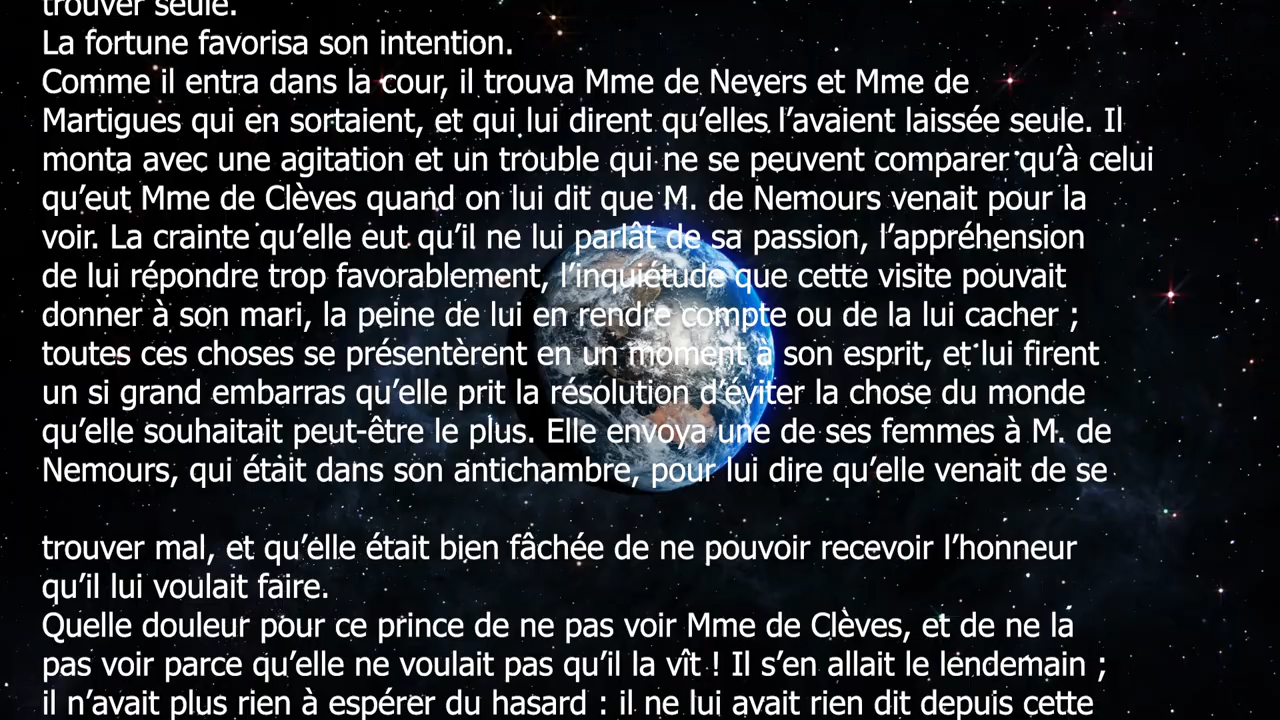 trouver seule.
La fortune favorisa son intention.
Comme il entra dans la cour, il trouva Mme de Nevers et Mme de
Martigues qui en sortaient, et qui lui dirent qu’elles l’avaient laissée seule. Il
monta avec une agitation et un trouble qui ne se peuvent comparer qu’à celui
qu’eut Mme de Clèves quand on lui dit que M. de Nemours venait pour la
voir. La crainte qu’elle eut qu’il ne lui parlât de sa passion, l’appréhension
de lui répondre trop favorablement, l’inquiétude que cette visite pouvait
donner à son mari, la peine de lui en rendre compte ou de la lui cacher ;
toutes ces choses se présentèrent en un moment à son esprit, et lui firent
un si grand embarras qu’elle prit la résolution d’éviter la chose du monde
qu’elle souhaitait peut-être le plus. Elle envoya une de ses femmes à M. de
Nemours, qui était dans son antichambre, pour lui dire qu’elle venait de se
trouver mal, et qu’elle était bien fâchée de ne pouvoir recevoir l’honneur
qu’il lui voulait faire.
Quelle douleur pour ce prince de ne pas voir Mme de Clèves, et de ne la
pas voir parce qu’elle ne voulait pas qu’il la vît ! Il s’en allait le lendemain ;
il n’avait plus rien à espérer du hasard : il ne lui avait rien dit depuis cette